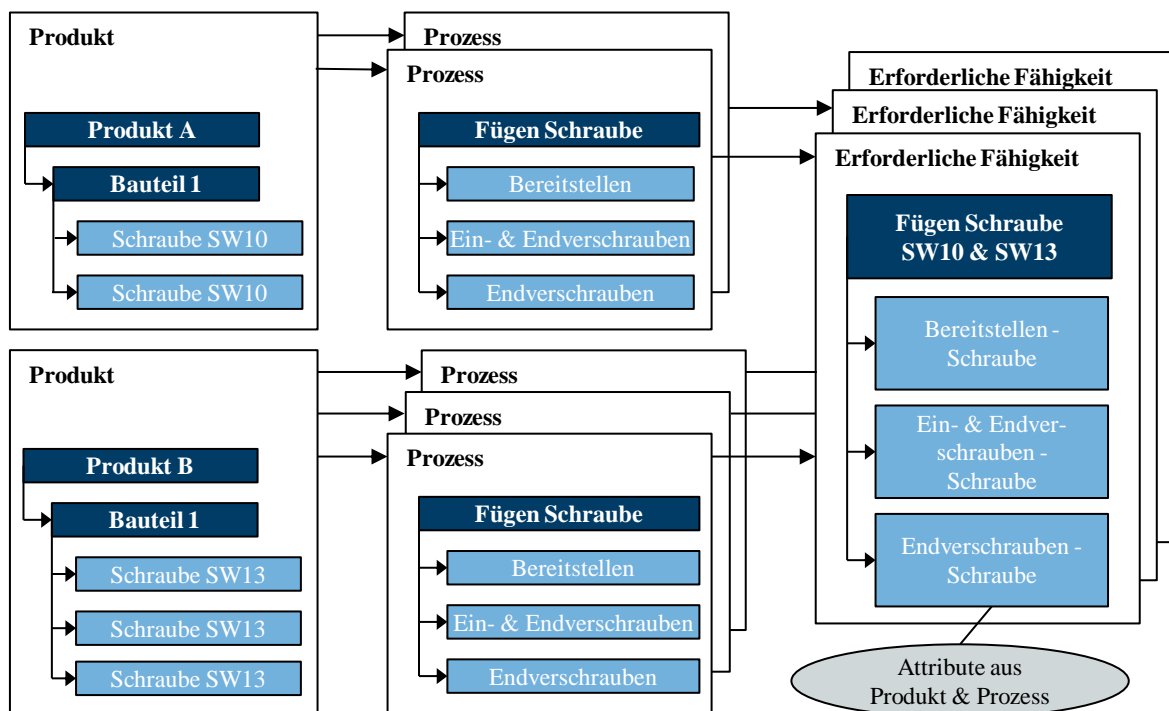 Produkt
Produkt A
Bauteil 1
Schraube SW10
Schraube SW10
Prozess
Prozess
Fügen Schraube
Bereitstellen
Ein- & Endverschrauben
Endverschrauben
Erforderliche Fähigkeit
Erforderliche Fähigkeit
Erforderliche Fähigkeit
Fügen Schraube
SW10 & SW13
Bereitstellen -
Schraube
Ein- & Endver-
schrauben -
Schraube
Endverschrauben -
Schraube
Produkt
Produkt B
Bauteil 1
Schraube SW13
Schraube SW13
Schraube SW13
Prozess
Prozess
Prozess
Fügen Schraube
Bereitstellen
Ein- & Endverschrauben
Endverschrauben
Attribute aus
Produkt & Prozess